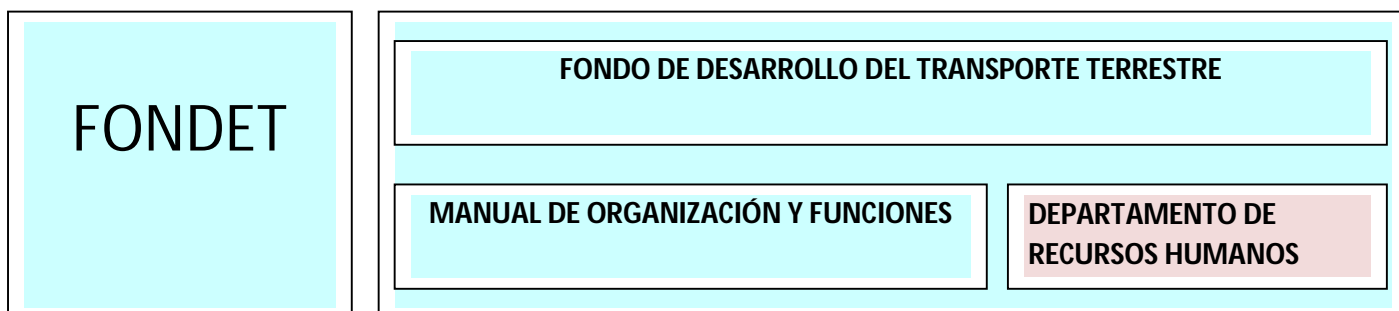 FONDET
FONDO DE DESARROLLO DEL TRANSPORTE TERRESTRE
MANUAL DE ORGANIZACIÓN Y FUNCIONES
DEPARTAMENTO DE
RECURSOS HUMANOS